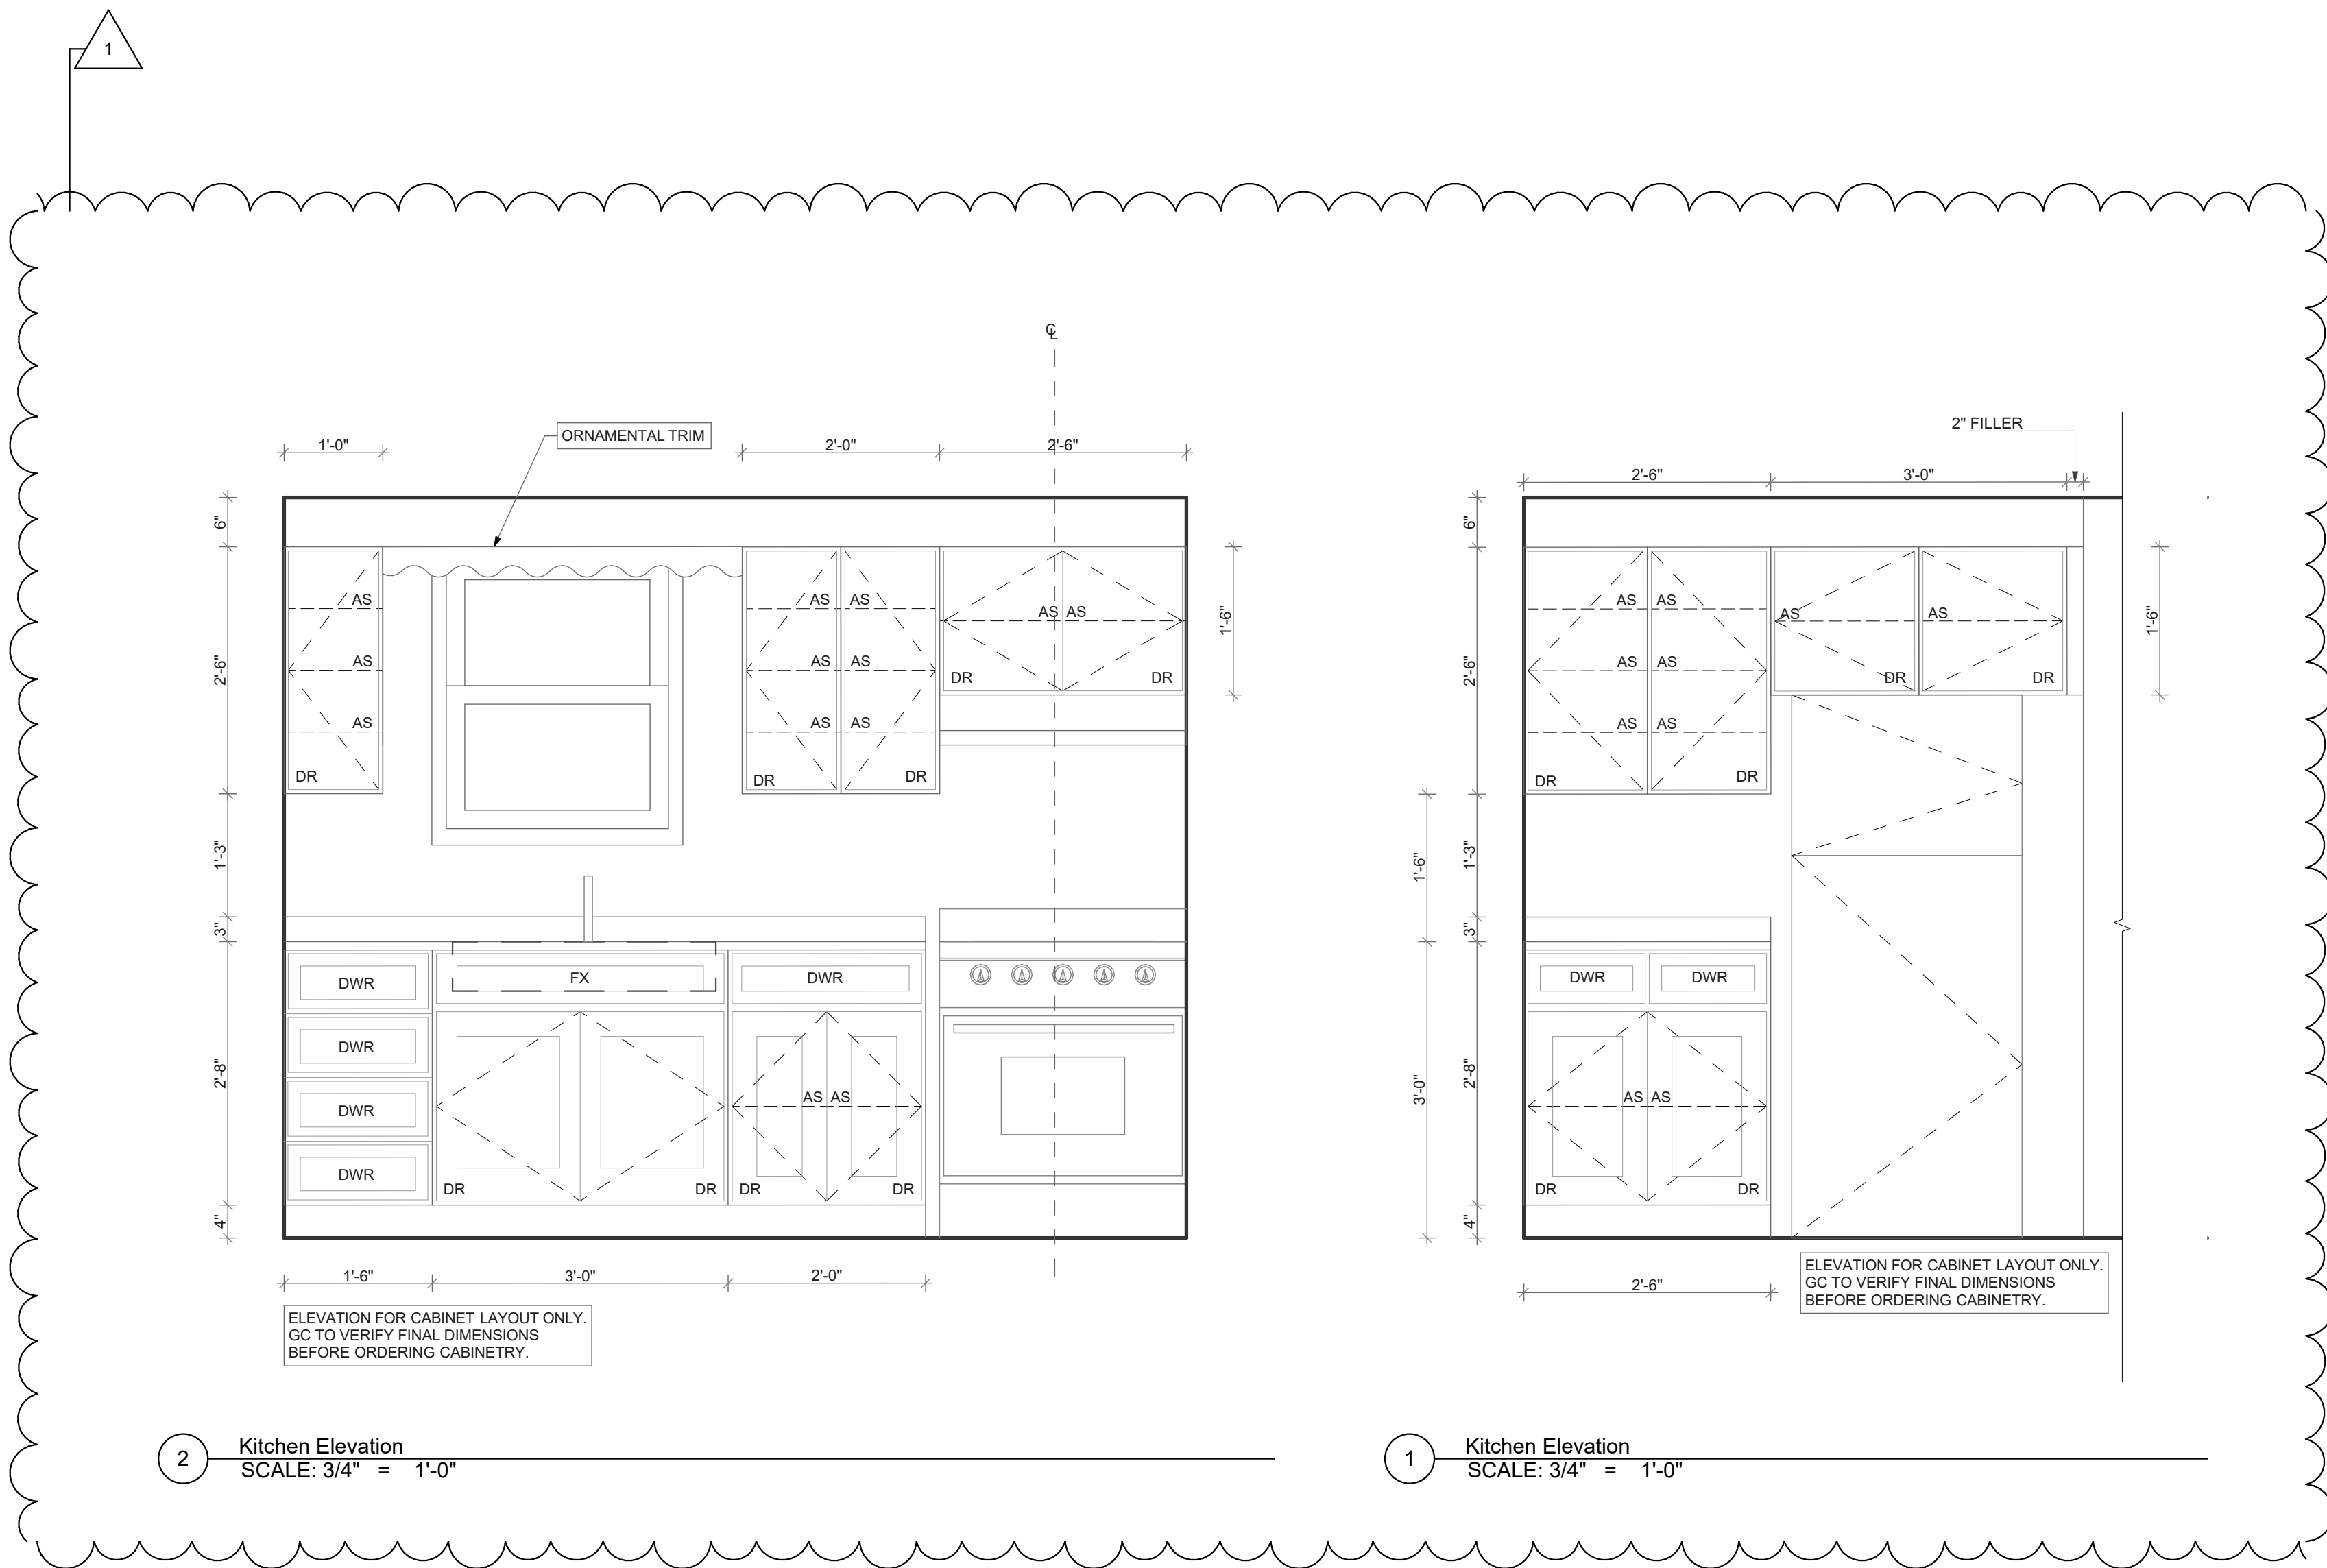 1
℄
ORNAMENTAL TRIM
1'-0"
2'-0"
2'-6"
6"
2'-6"
1'-3"
3"
2'-8"
4"
1'-6"
AS
AS
AS
DR
AS AS
AS AS
AS AS
DR DR
AS AS
DR DR
DWR
DWR
DWR
DWR
FX
DR DR
DWR
AS AS
DR DR
1'-6"
3'-0"
2'-0"
ELEVATION FOR CABINET LAYOUT ONLY.
GC TO VERIFY FINAL DIMENSIONS
BEFORE ORDERING CABINETRY.
2
Kitchen Elevation
SCALE: 3/4" = 1'-0"
2" FILLER
2'-6"
3'-0"
6"
2'-6"
1'-3"
3"
2'-8"
4"
1'-6"
3'-0"
1'-6"
AS AS
AS AS
AS AS
DR DR
AS AS
DR DR
DWR DWR
AS AS
DR DR
2'-6"
ELEVATION FOR CABINET LAYOUT ONLY.
GC TO VERIFY FINAL DIMENSIONS
BEFORE ORDERING CABINETRY.
1
Kitchen Elevation
SCALE: 3/4" = 1'-0"